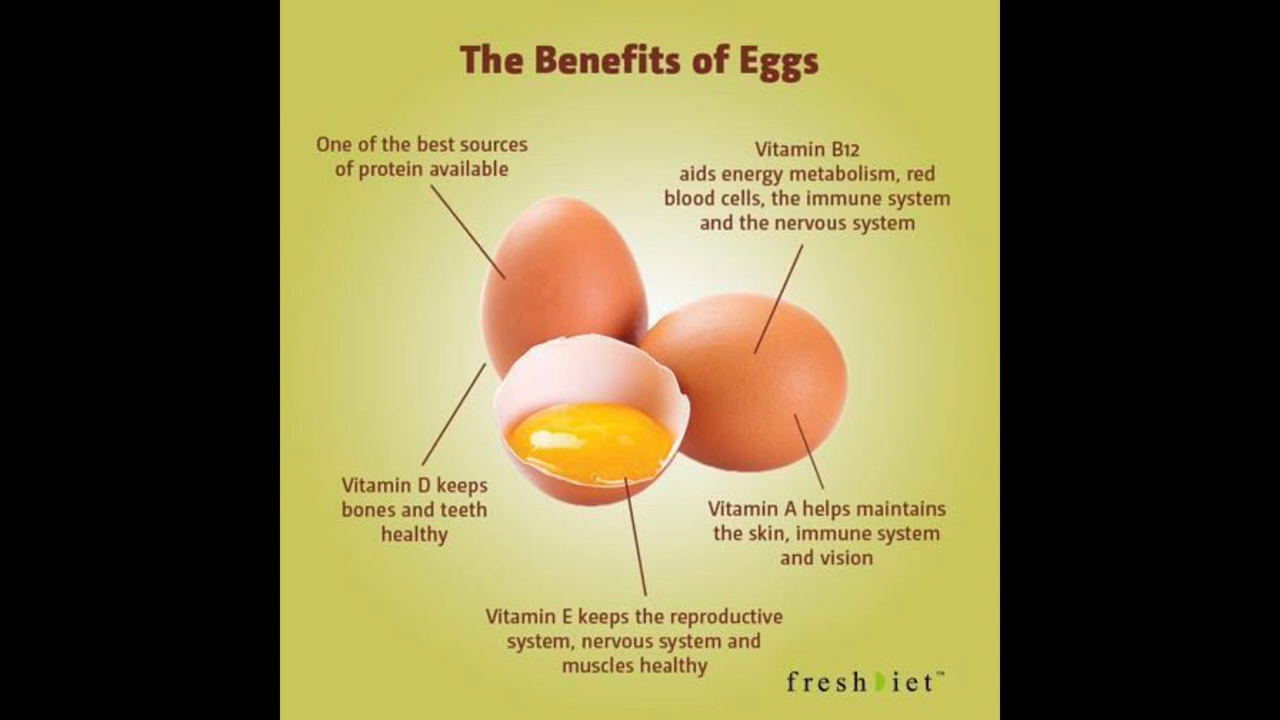 The Benefits of Eggs
One of the best sources
of protein available
Vitamin B12
aids energy metabolism, red
blood cells, the immune system
and the nervous system
Vitamin D keeps
bones and teeth
healthy
Vitamin A helps maintains
the skin, immune system
and vision
Vitamin E keeps the reproductive
system, nervous system and
muscles healthy
freshDiet™